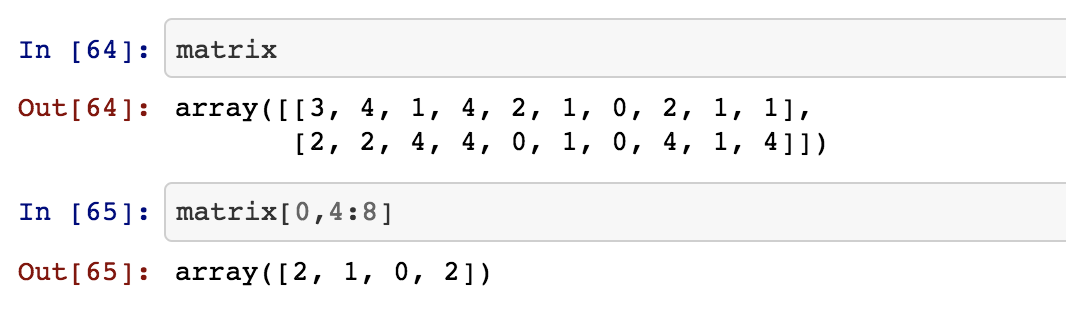 In [64]: matrix
Out[64]: array([[3, 4, 1, 4, 2, 1, 0, 2, 1, 1],
[2, 2, 4, 4, 0, 1, 0, 4, 1, 4]])
In [65]: matrix[0,4:8]
Out[65]: array([2, 1, 0, 2])